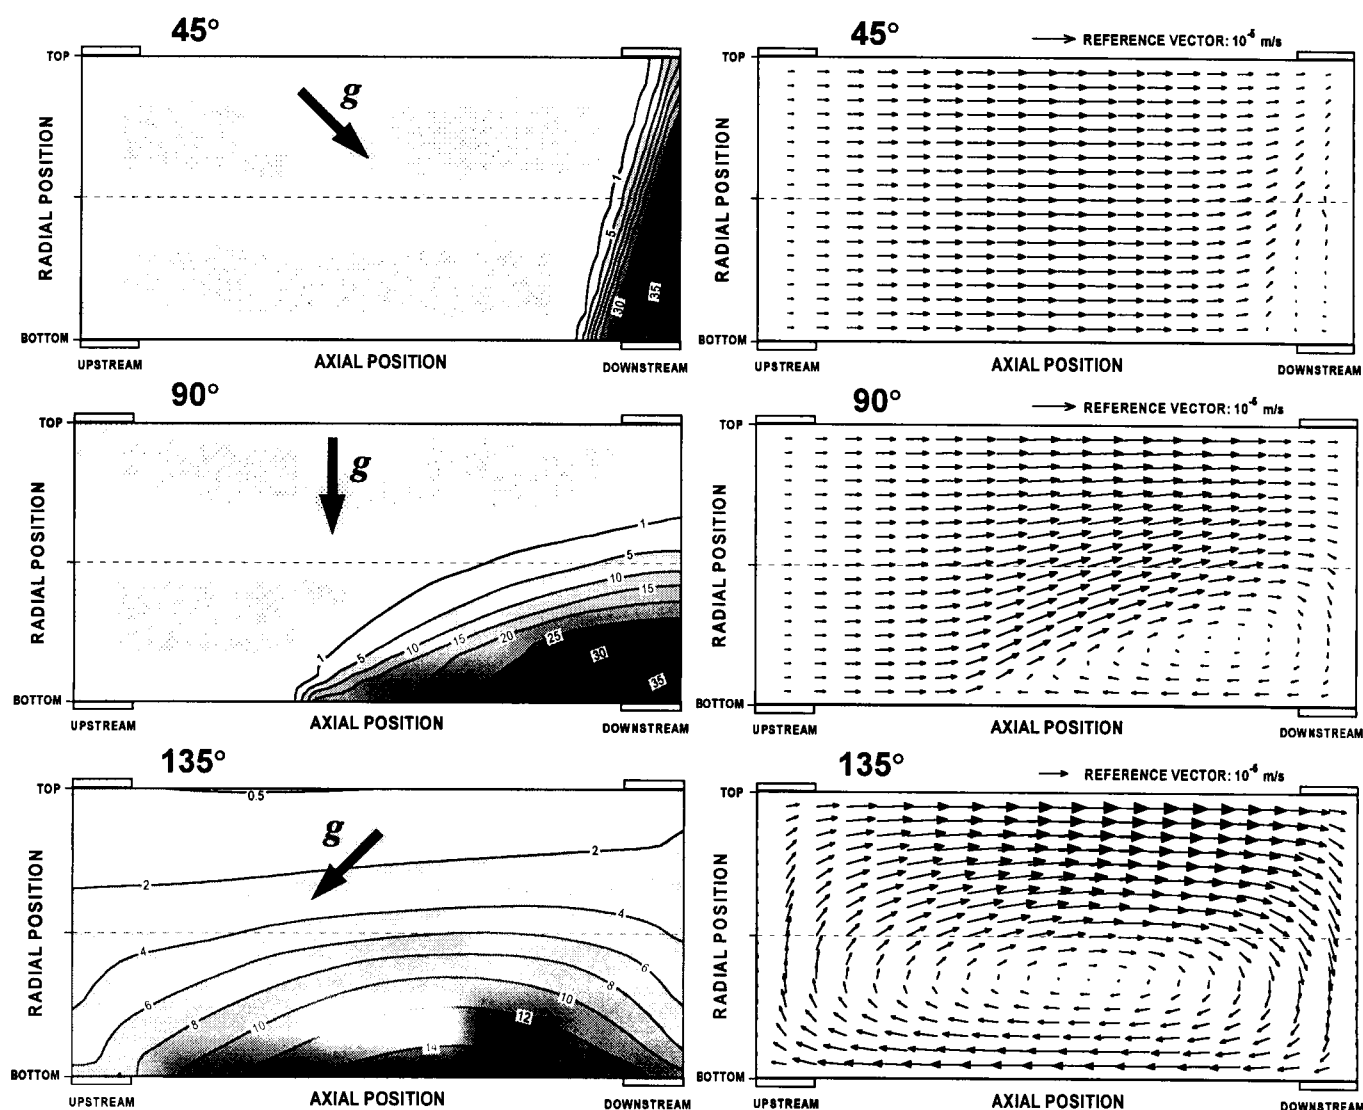 45°
TOP
g
RADIAL POSITION
1
5
30
35
BOTTOM
UPSTREAM
AXIAL POSITION
DOWNSTREAM
45°
REFERENCE VECTOR: 10⁻⁵ m/s
TOP
RADIAL POSITION
BOTTOM
UPSTREAM
AXIAL POSITION
DOWNSTREAM
90°
TOP
g
RADIAL POSITION
1
5
10
15
1
5
10
15
20
25
30
35
BOTTOM
UPSTREAM
AXIAL POSITION
DOWNSTREAM
90°
REFERENCE VECTOR: 10⁻⁵ m/s
TOP
RADIAL POSITION
BOTTOM
UPSTREAM
AXIAL POSITION
DOWNSTREAM
135°
TOP
0.5
g
RADIAL POSITION
2
2
4
4
6
6
8
8
10
10
12
14
BOTTOM
UPSTREAM
AXIAL POSITION
DOWNSTREAM
135°
REFERENCE VECTOR: 10⁻⁵ m/s
TOP
RADIAL POSITION
BOTTOM
UPSTREAM
AXIAL POSITION
DOWNSTREAM